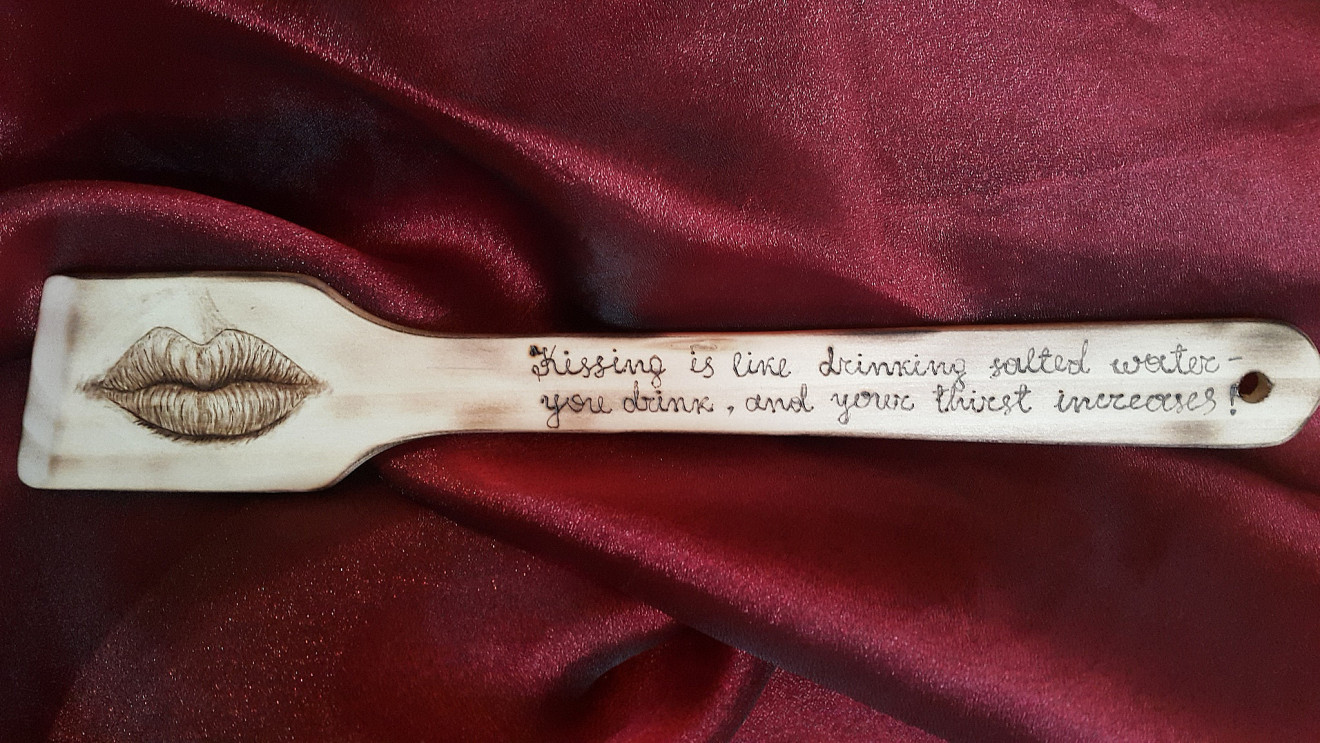 Kissing is like drinking salted water-
you drink, and your thirst increases!